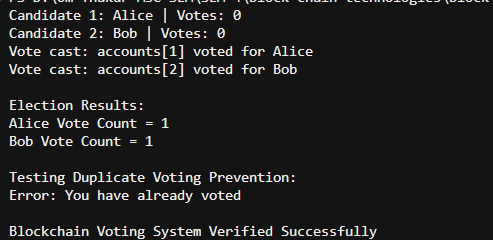 Candidate 1: Alice | Votes: 0
Candidate 2: Bob | Votes: 0
Vote cast: accounts[1] voted for Alice
Vote cast: accounts[2] voted for Bob
Election Results:
Alice Vote Count = 1
Bob Vote Count = 1
Testing Duplicate Voting Prevention:
Error: You have already voted
Blockchain Voting System Verified Successfully